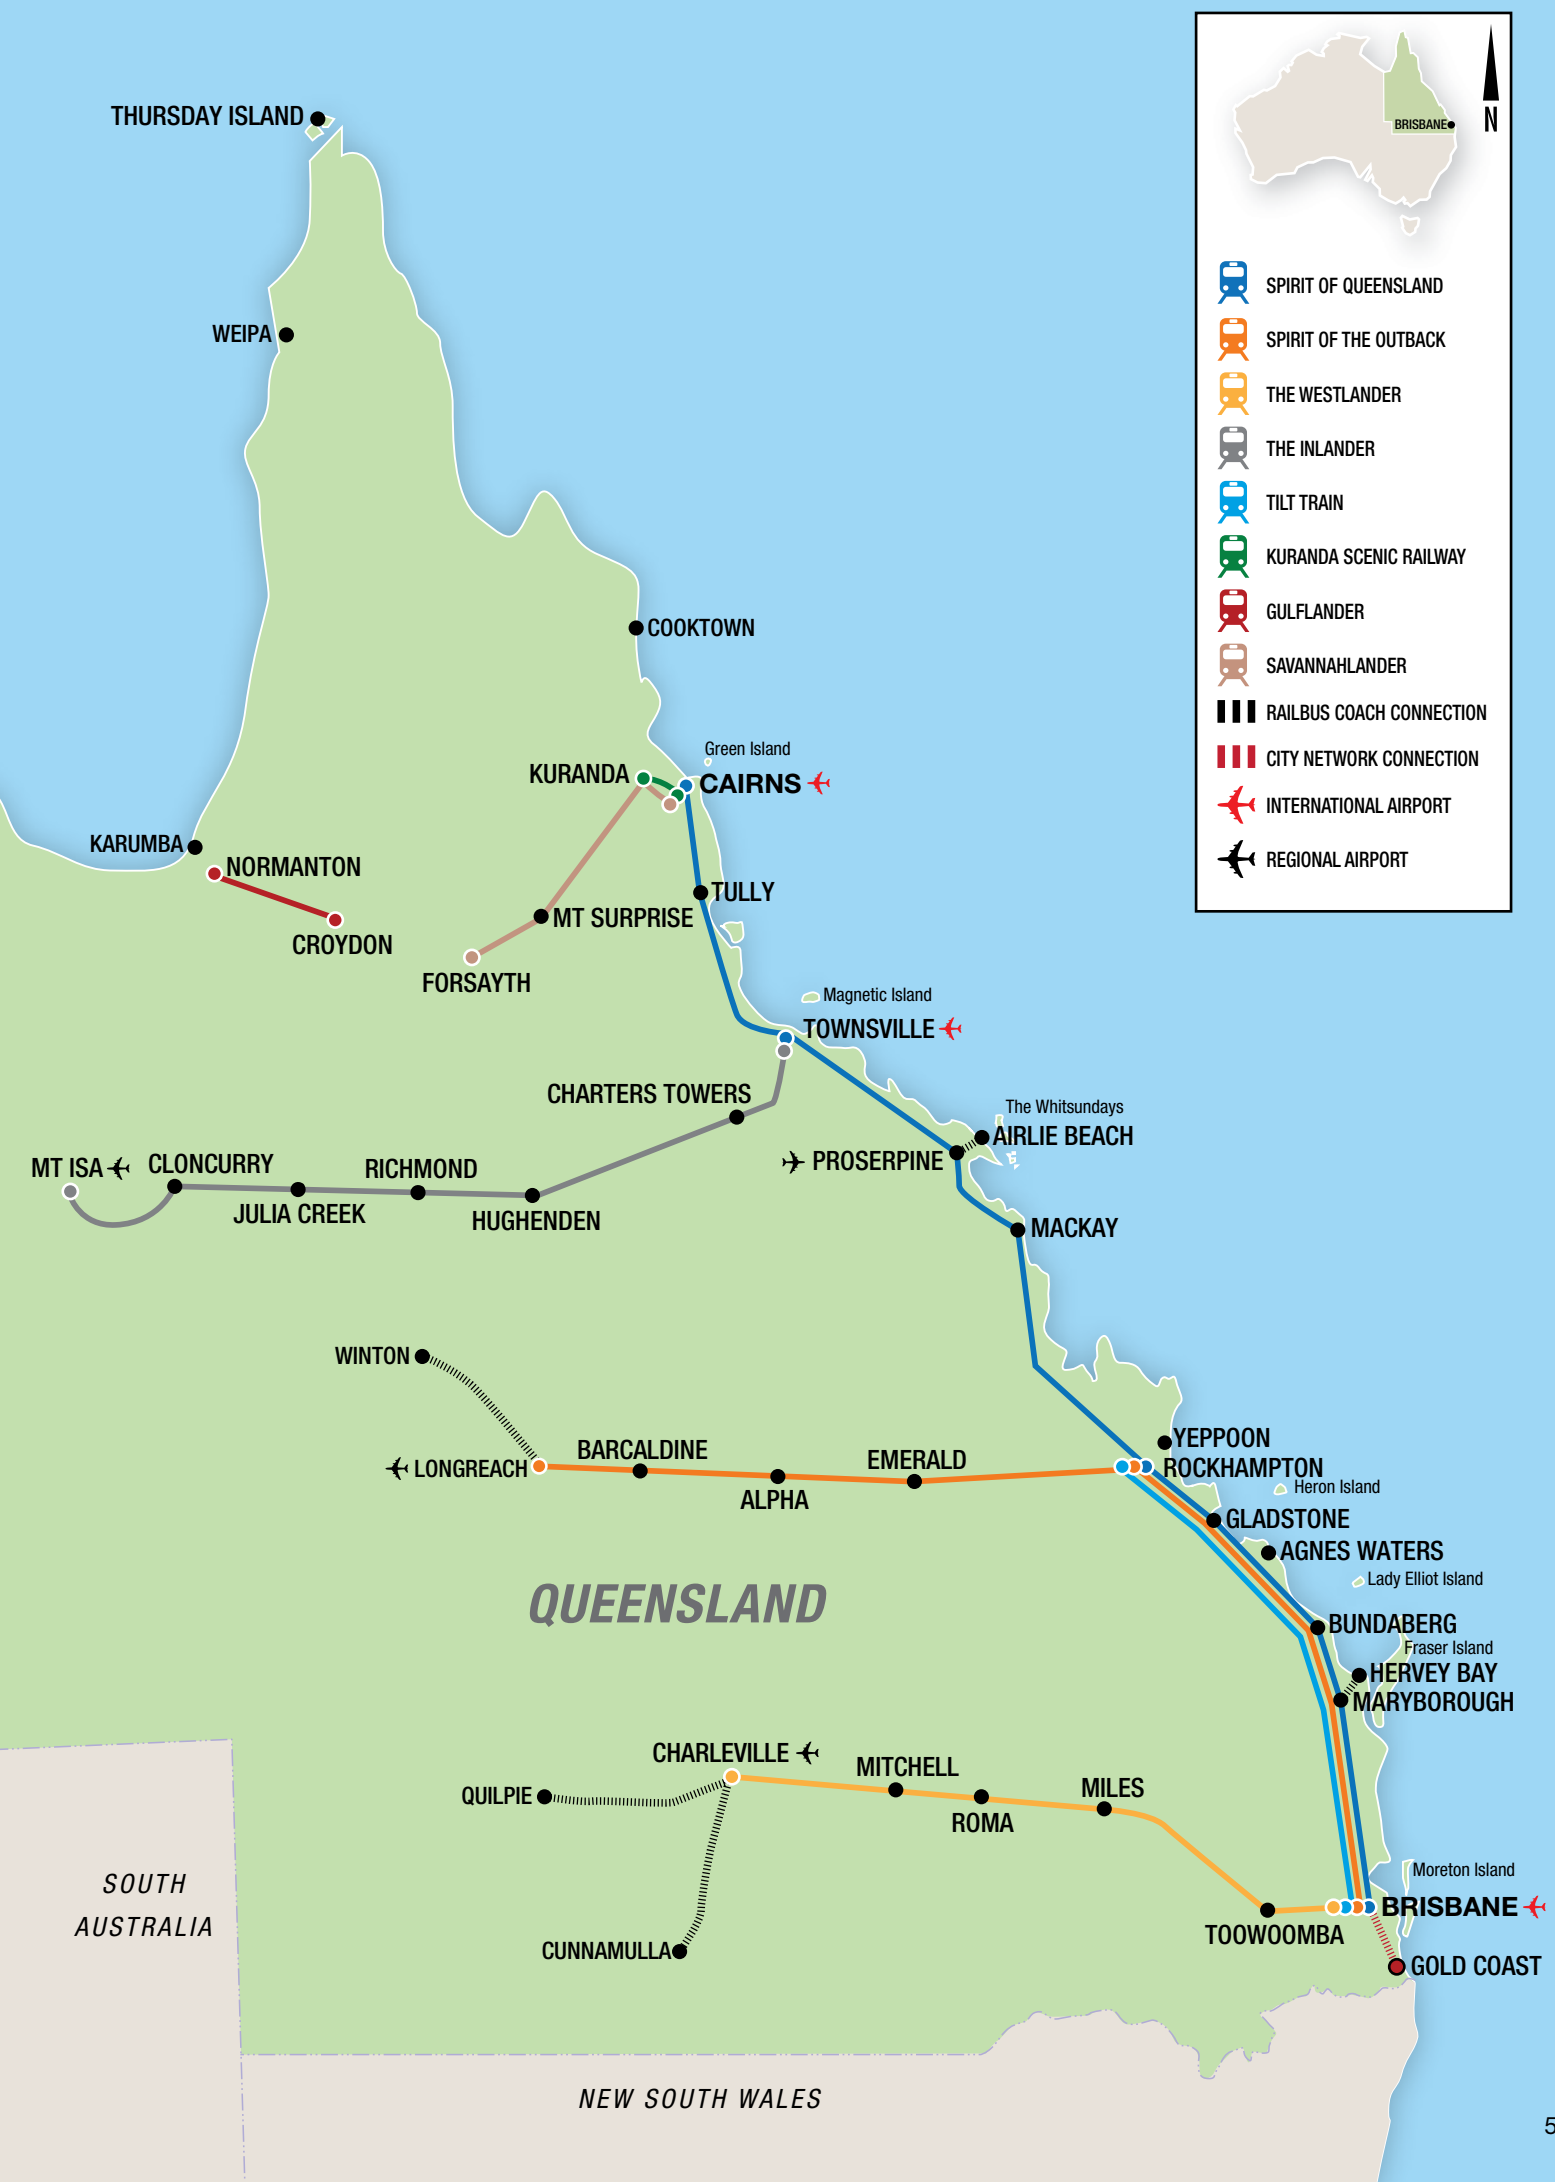 BRISBANE
N
SPIRIT OF QUEENSLAND
SPIRIT OF THE OUTBACK
THE WESTLANDER
THE INLANDER
TILT TRAIN
KURANDA SCENIC RAILWAY
GULFLANDER
SAVANNAHLANDER
RAILBUS COACH CONNECTION
CITY NETWORK CONNECTION
INTERNATIONAL AIRPORT
REGIONAL AIRPORT
THURSDAY ISLAND
WEIPA
COOKTOWN
Green Island
KURANDA
CAIRNS
KARUMBA
NORMANTON
TULLY
MT SURPRISE
CROYDON
FORSAYTH
Magnetic Island
TOWNSVILLE
CHARTERS TOWERS
The Whitsundays
AIRLIE BEACH
PROSERPINE
MT ISA
CLONCURRY
RICHMOND
JULIA CREEK
HUGHENDEN
MACKAY
WINTON
YEPPOON
BARCALDINE
EMERALD
LONGREACH
ROCKHAMPTON
Heron Island
ALPHA
GLADSTONE
AGNES WATERS
Lady Elliot Island
QUEENSLAND
BUNDABERG
Fraser Island
HERVEY BAY
MARYBOROUGH
CHARLEVILLE
MITCHELL
MILES
QUILPIE
ROMA
Moreton Island
SOUTH
AUSTRALIA
BRISBANE
TOOWOOMBA
CUNNAMULLA
GOLD COAST
NEW SOUTH WALES
5